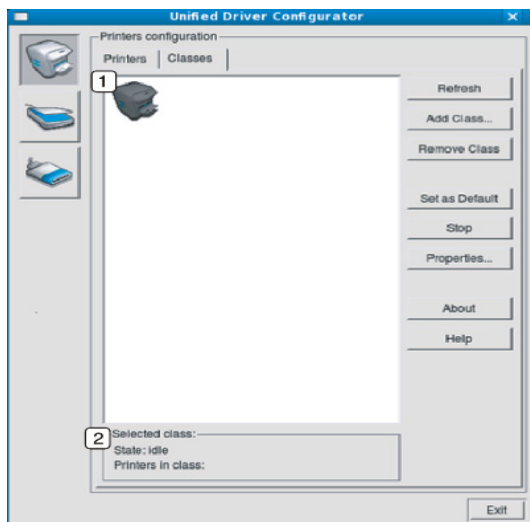 Unified Driver Configurator
Printers configuration
Printers
Classes
1
Refresh
Add Class...
Remove Class
Set as Default
Stop
Properties...
About
Help
2
Selected class:
State: idle
Printers in class:
Exit